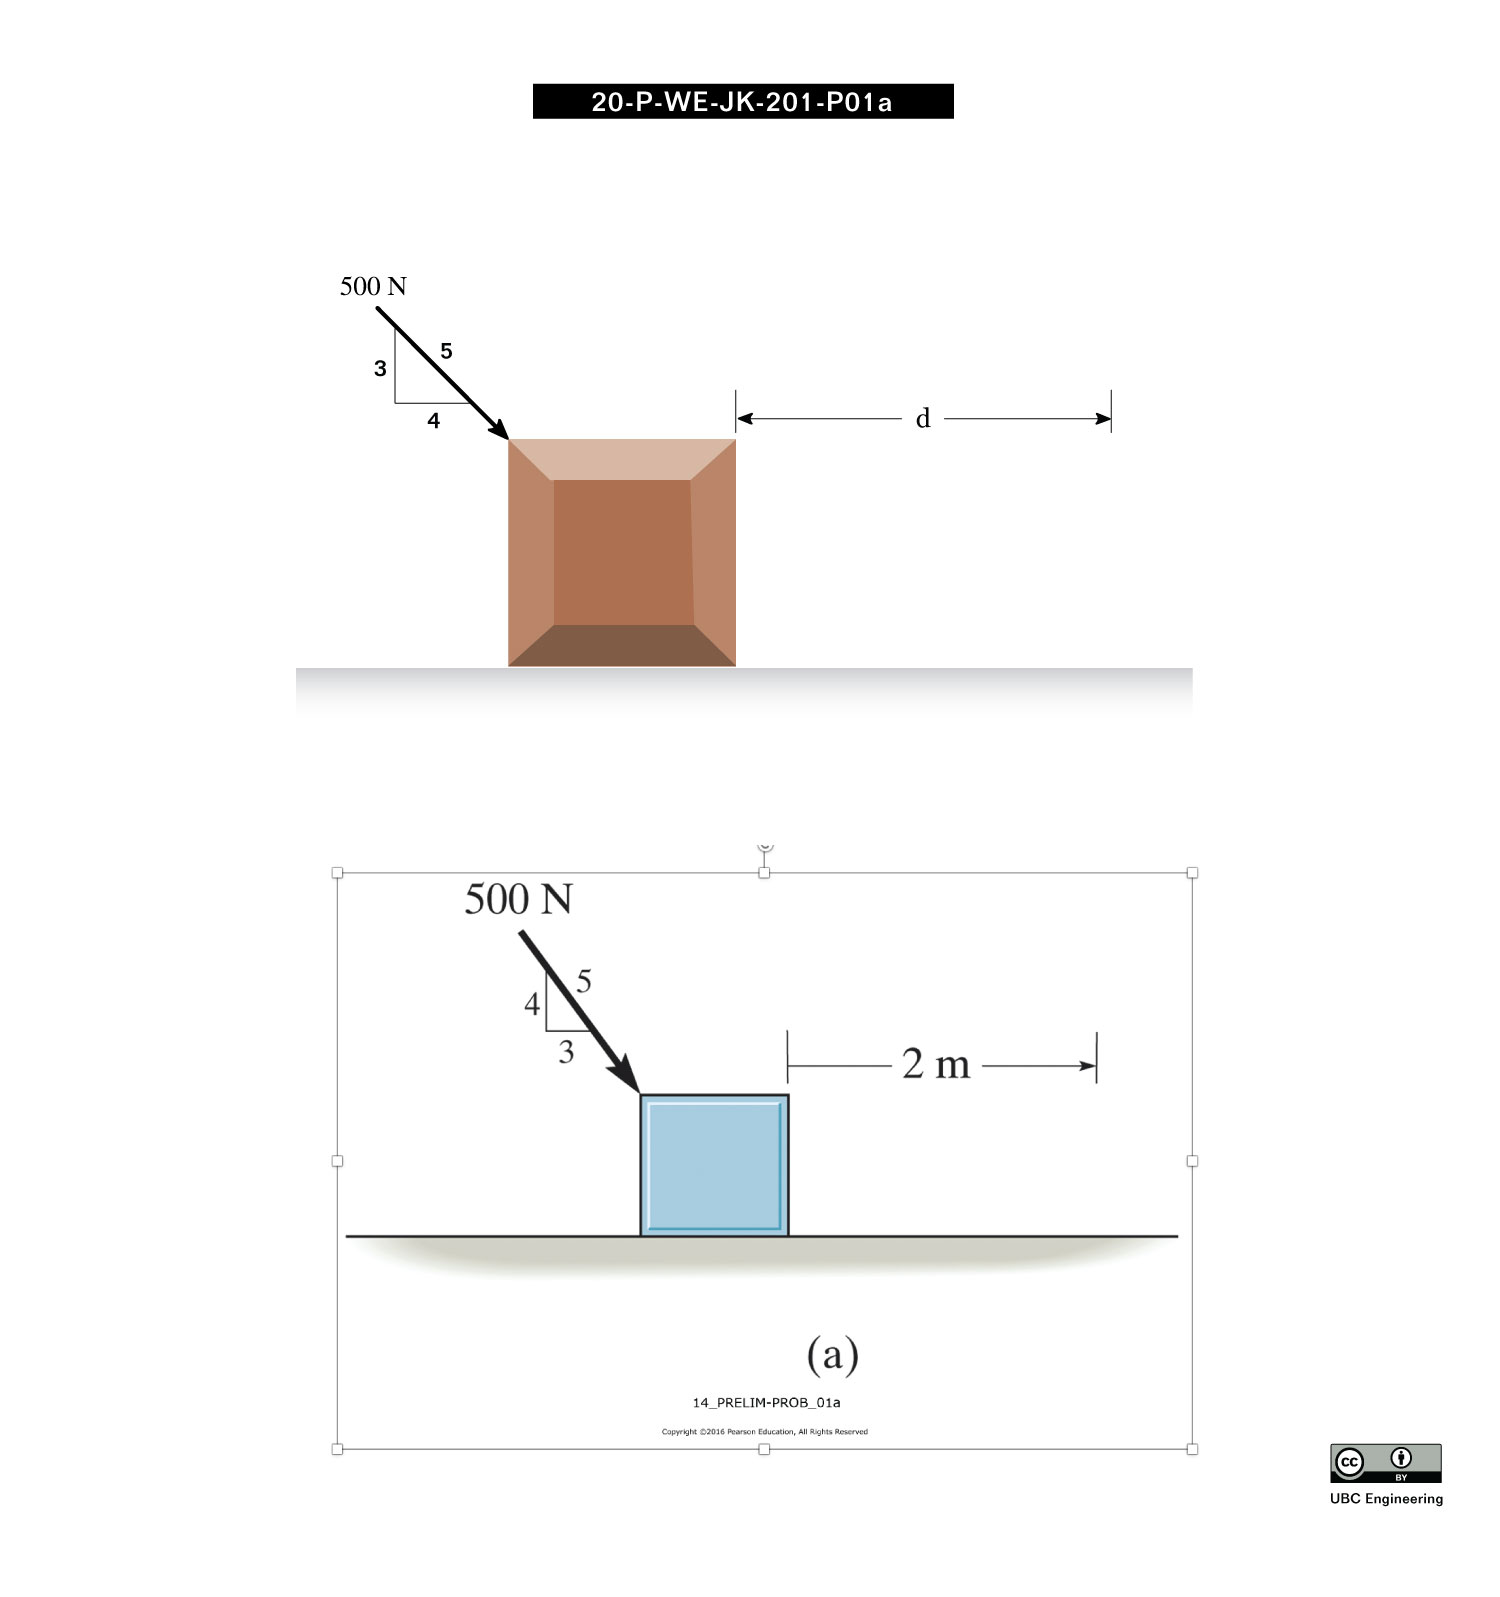 20-P-WE-JK-201-P01a
500 N
5
3
4
d
500 N
5
4
3
2 m
(a)
14_PRELIM-PROB_01a
Copyright ©2016 Pearson Education, All Rights Reserved
cc
BY
UBC Engineering